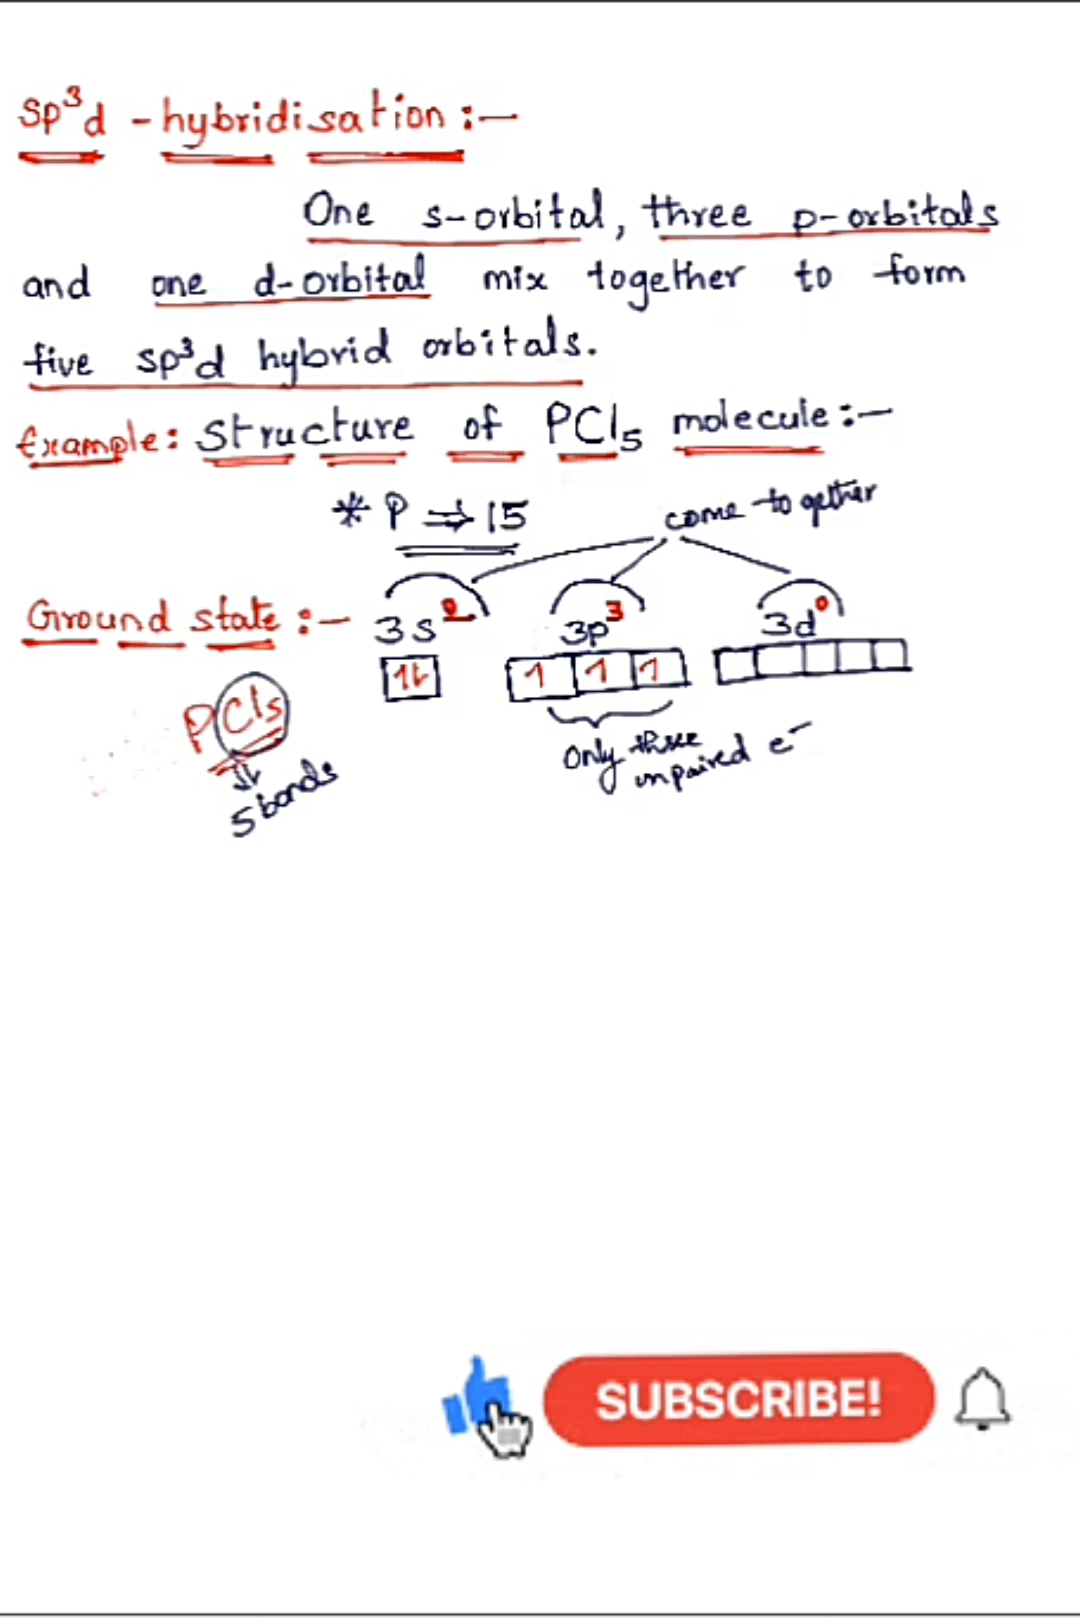 sp³d - hybridisation :-
One s-orbital, three p-orbitals
and one d-orbital mix together to form
five sp³d hybrid orbitals.
Example: Structure of PCl₅ molecule :-
* P ⇒ 15
come together
Ground state :- 3s² 3p³ 3d⁰
1⇂ 1 1 1
PCl₅
5 bonds
Only three
unpaired e⁻
SUBSCRIBE!